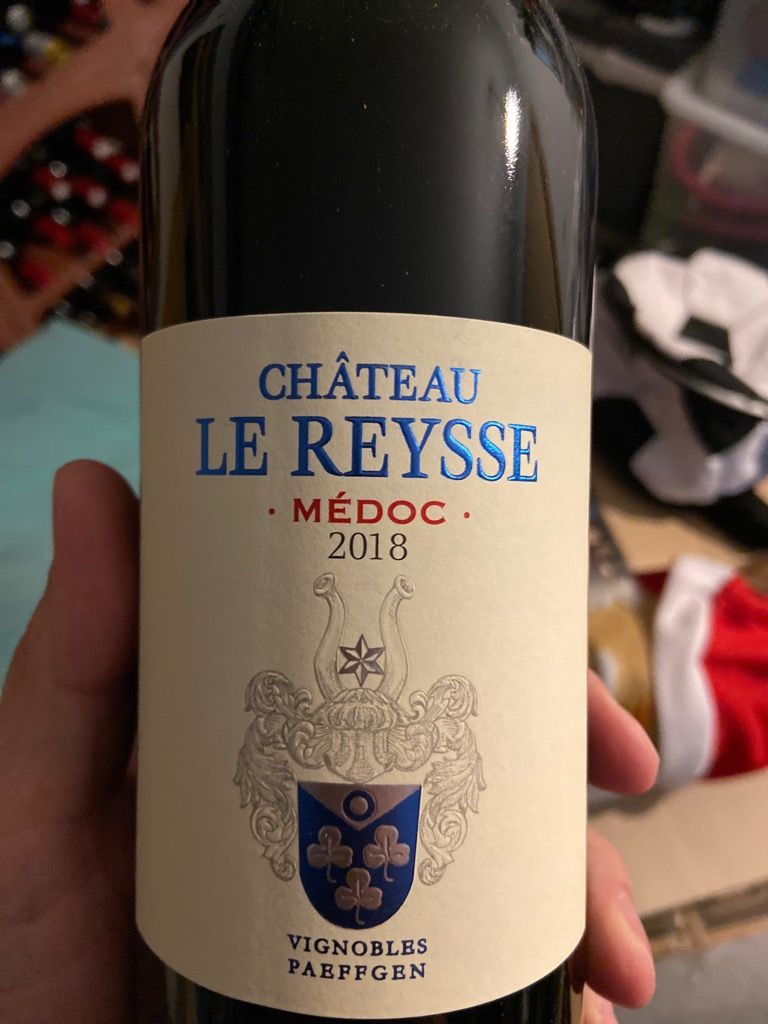 CHÂTEAU
LE REYSSE
· MÉDOC ·
2018
VIGNOBLES
PAEFFGEN